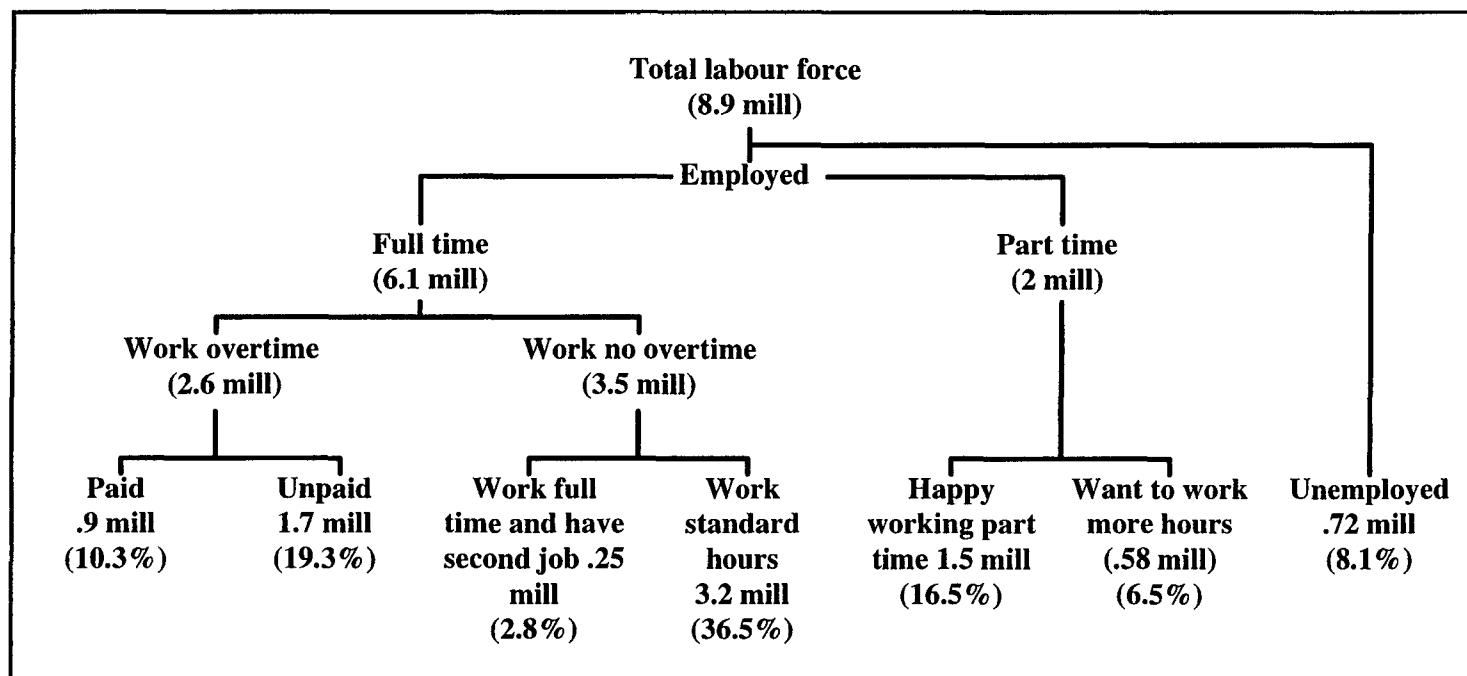 Total labour force
(8.9 mill)
Employed
Full time
(6.1 mill)
Part time
(2 mill)
Work overtime
(2.6 mill)
Work no overtime
(3.5 mill)
Paid
.9 mill
(10.3%)
Unpaid
1.7 mill
(19.3%)
Work full
time and have
second job .25
mill
(2.8%)
Work
standard
hours
3.2 mill
(36.5%)
Happy
working part
time 1.5 mill
(16.5%)
Want to work
more hours
(.58 mill)
(6.5%)
Unemployed
.72 mill
(8.1%)